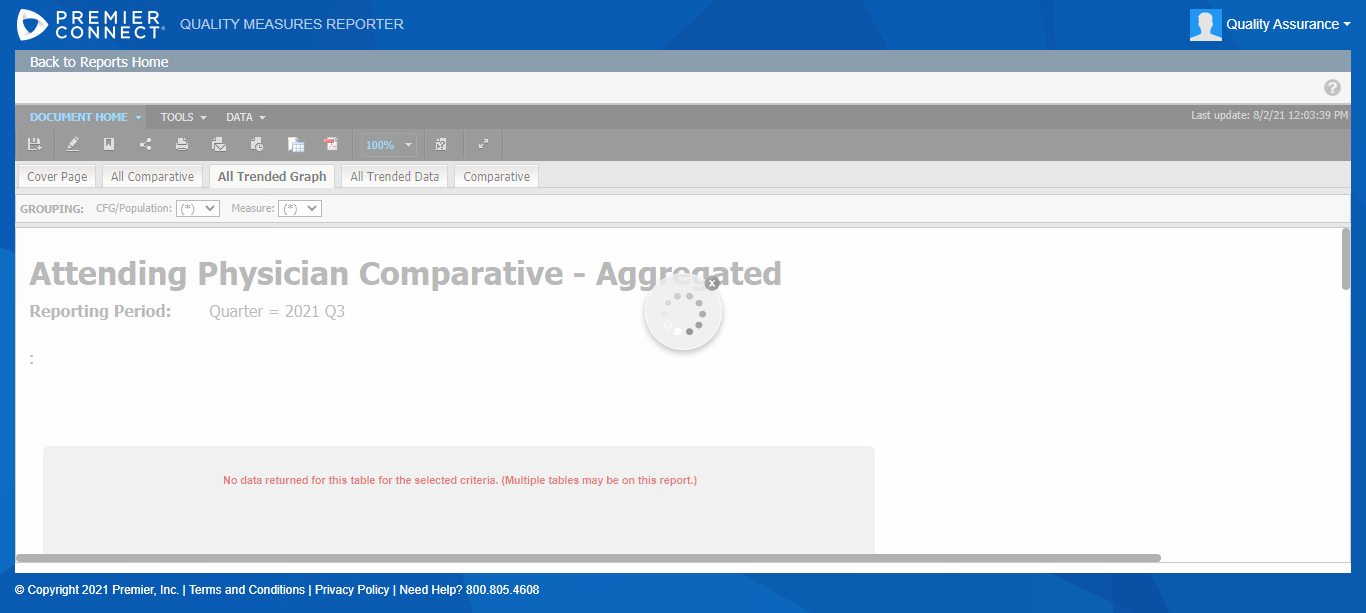 PREMIER CONNECT QUALITY MEASURES REPORTER Quality Assurance
Back to Reports Home
?
DOCUMENT HOME TOOLS DATA Last update: 8/2/21 12:03:39 PM
100%
Cover Page All Comparative All Trended Graph All Trended Data Comparative
GROUPING: CFG/Population: (*) Measure: (*)
Attending Physician Comparative - Aggregated
x
Reporting Period: Quarter = 2021 Q3
:
No data returned for this table for the selected criteria. (Multiple tables may be on this report.)
© Copyright 2021 Premier, Inc. | Terms and Conditions | Privacy Policy | Need Help? 800.805.4608